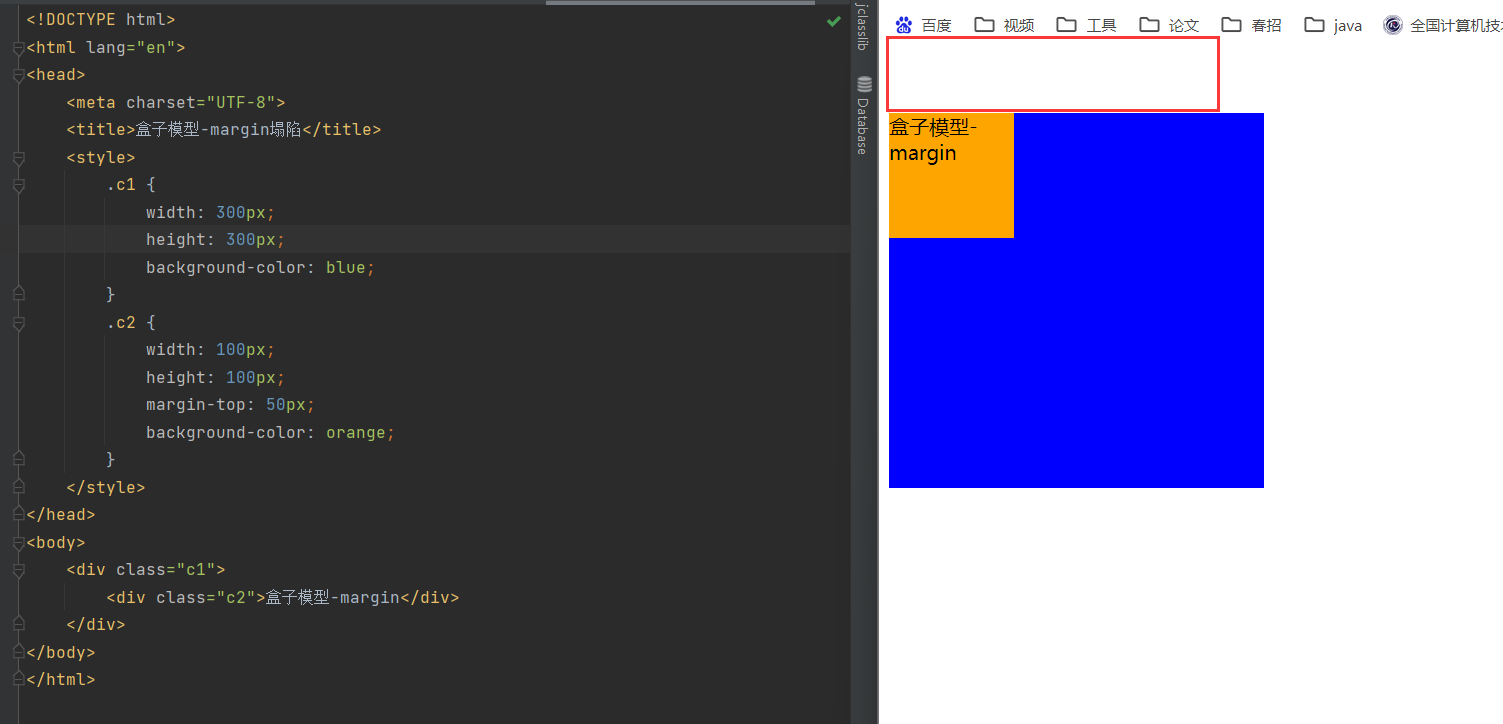 <!DOCTYPE html>
<html lang="en">
<head>
    <meta charset="UTF-8">
    <title>盒子模型-margin塌陷</title>
    <style>
        .c1 {
            width: 300px;
            height: 300px;
            background-color: blue;
        }
        .c2 {
            width: 100px;
            height: 100px;
            margin-top: 50px;
            background-color: orange;
        }
    </style>
</head>
<body>
    <div class="c1">
        <div class="c2">盒子模型-margin</div>
    </div>
</body>
</html>
jclasslib
Database
百度 视频 工具 论文 春招 java 全国计算机技
盒子模型-
margin